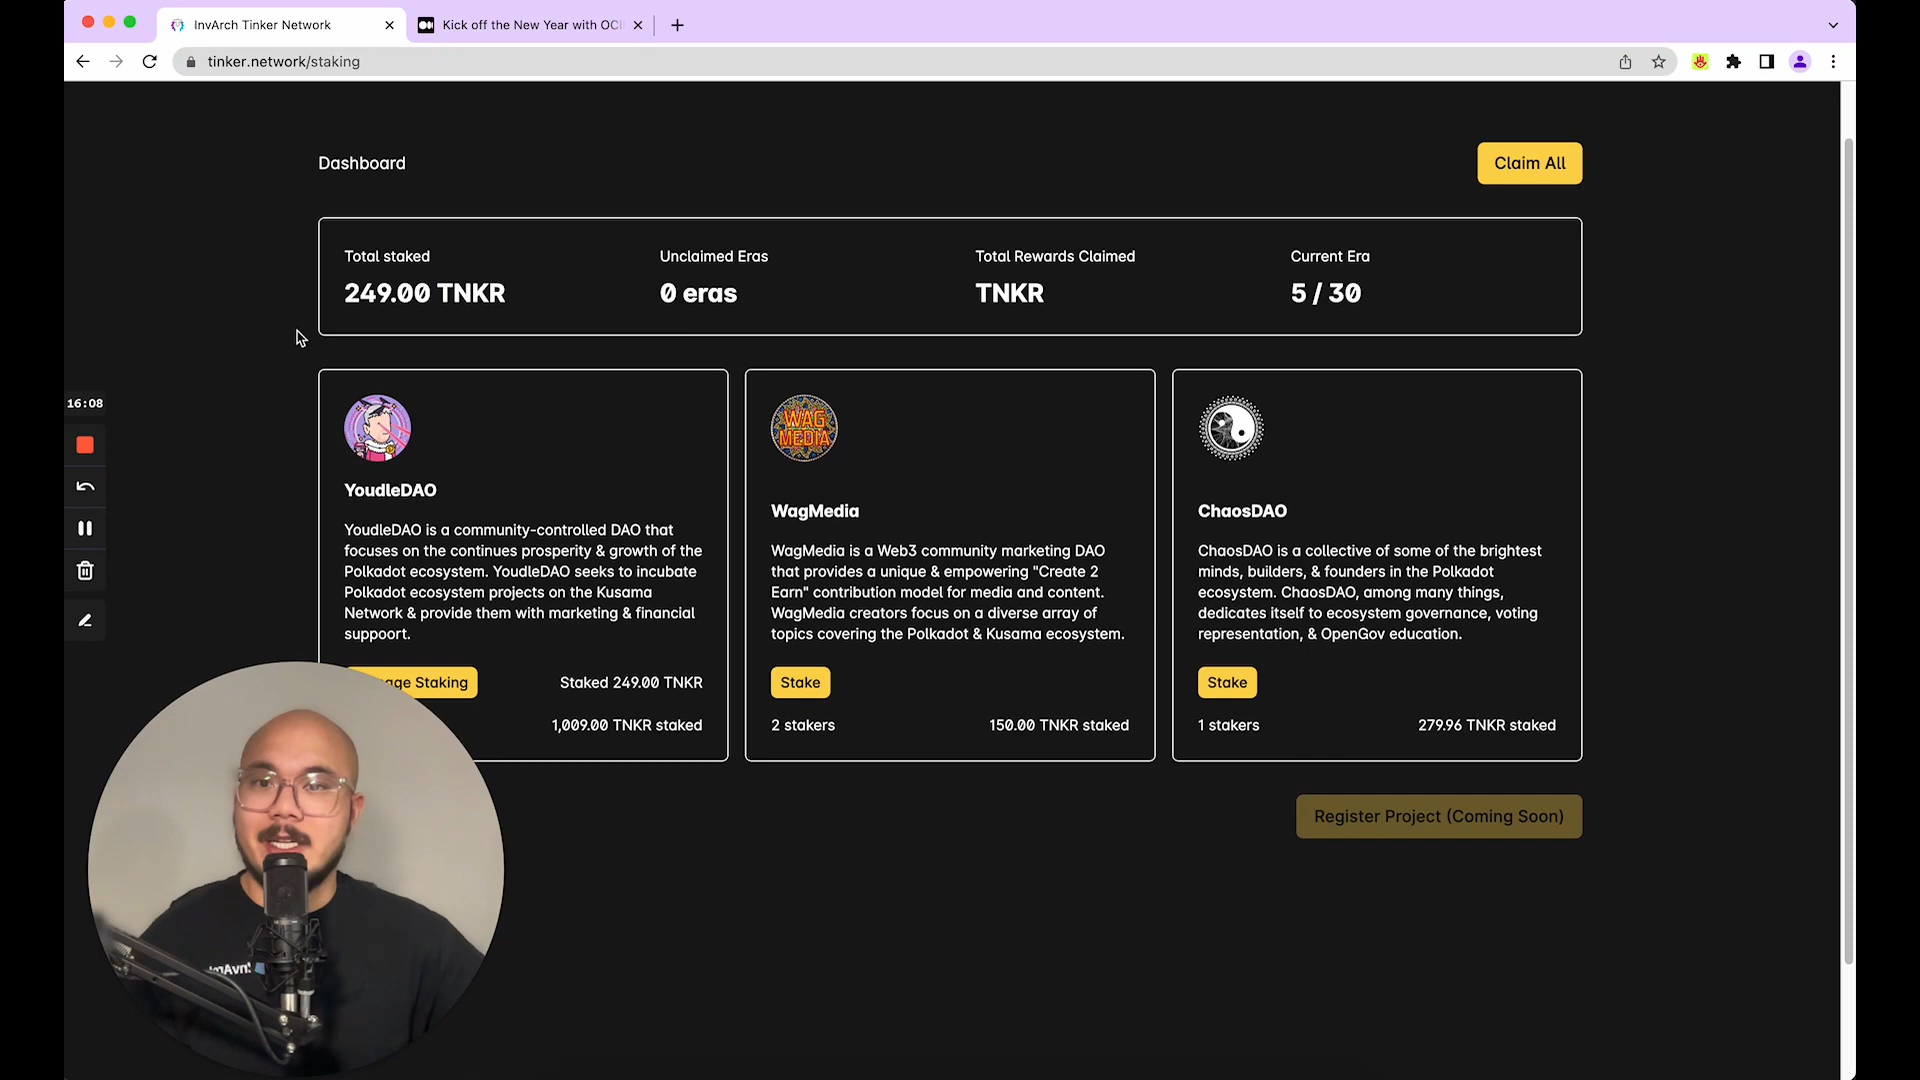 InvArch Tinker Network
Kick off the New Year with OCI
tinker.network/staking
Dashboard
Claim All
Total staked
249.00 TNKR
Unclaimed Eras
0 eras
Total Rewards Claimed
TNKR
Current Era
5 / 30
16:08
YoudleDAO
YoudleDAO is a community-controlled DAO that
focuses on the continues prosperity & growth of the
Polkadot ecosystem. YoudleDAO seeks to incubate
Polkadot ecosystem projects on the Kusama
Network & provide them with marketing & financial
suppoort.
age Staking
Staked 249.00 TNKR
1,009.00 TNKR staked
WAG
MEDIA
WagMedia
WagMedia is a Web3 community marketing DAO
that provides a unique & empowering "Create 2
Earn" contribution model for media and content.
WagMedia creators focus on a diverse array of
topics covering the Polkadot & Kusama ecosystem.
Stake
2 stakers
150.00 TNKR staked
ChaosDAO
ChaosDAO is a collective of some of the brightest
minds, builders, & founders in the Polkadot
ecosystem. ChaosDAO, among many things,
dedicates itself to ecosystem governance, voting
representation, & OpenGov education.
Stake
1 stakers
279.96 TNKR staked
Register Project (Coming Soon)